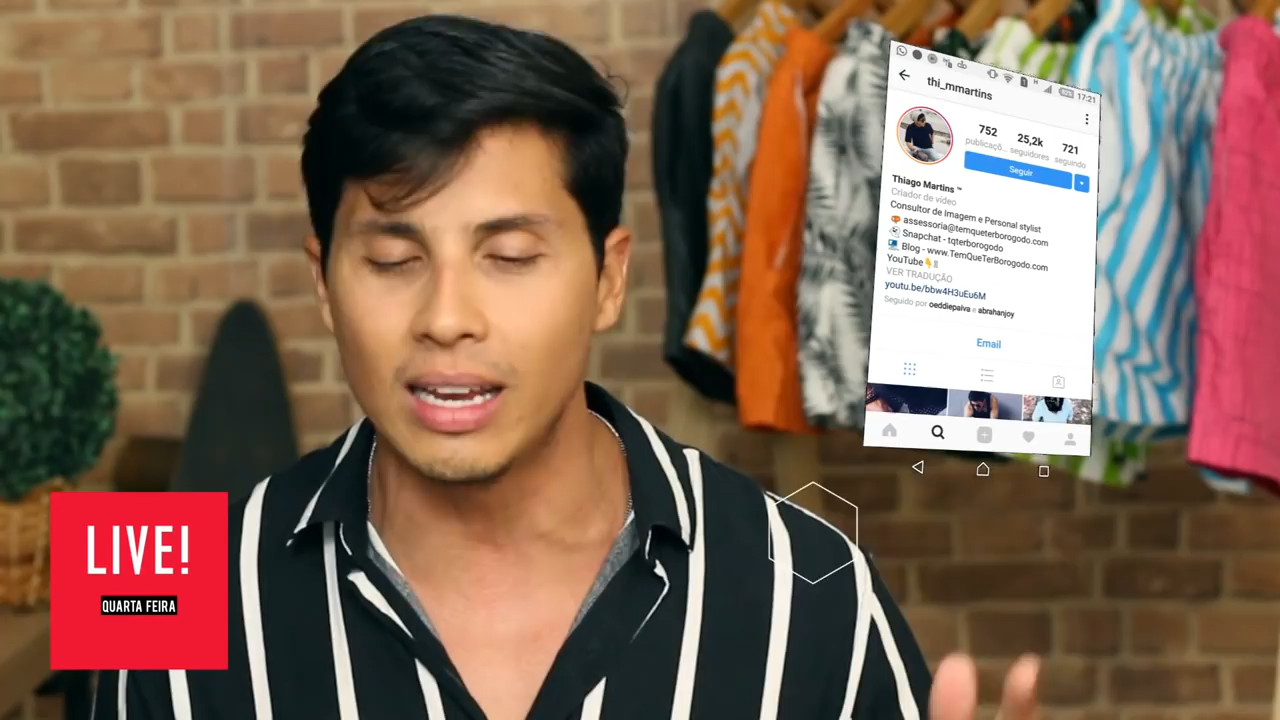 17:21
thi_mmartins
752
25,2k
721
publicaçõ...
seguidores
seguindo
Seguir
Thiago Martins ™
Criador de vídeo
Consultor de Imagem e Personal stylist
assessoria@temqueterborogodo.com
Snapchat - tqterborogodo
Blog - www.TemQueTerBorogodo.com
YouTube
VER TRADUÇÃO
youtu.be/bbw4H3uEu6M
Seguido por oeddiepaiva e abrahanjoy
Email
LIVE!
QUARTA FEIRA